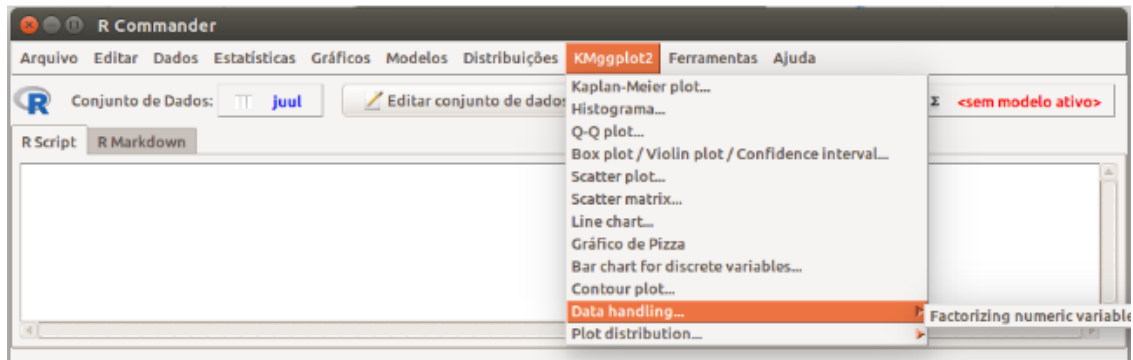 R Commander
Arquivo Editar Dados Estatísticas Gráficos Modelos Distribuições KMggplot2 Ferramentas Ajuda
R Conjunto de Dados: juul Editar conjunto de dados Σ <sem modelo ativo>
R Script R Markdown
Kaplan-Meier plot...
Histograma...
Q-Q plot...
Box plot / Violin plot / Confidence interval...
Scatter plot...
Scatter matrix...
Line chart...
Gráfico de Pizza
Bar chart for discrete variables...
Contour plot...
Data handling...
Factorizing numeric variable
Plot distribution...